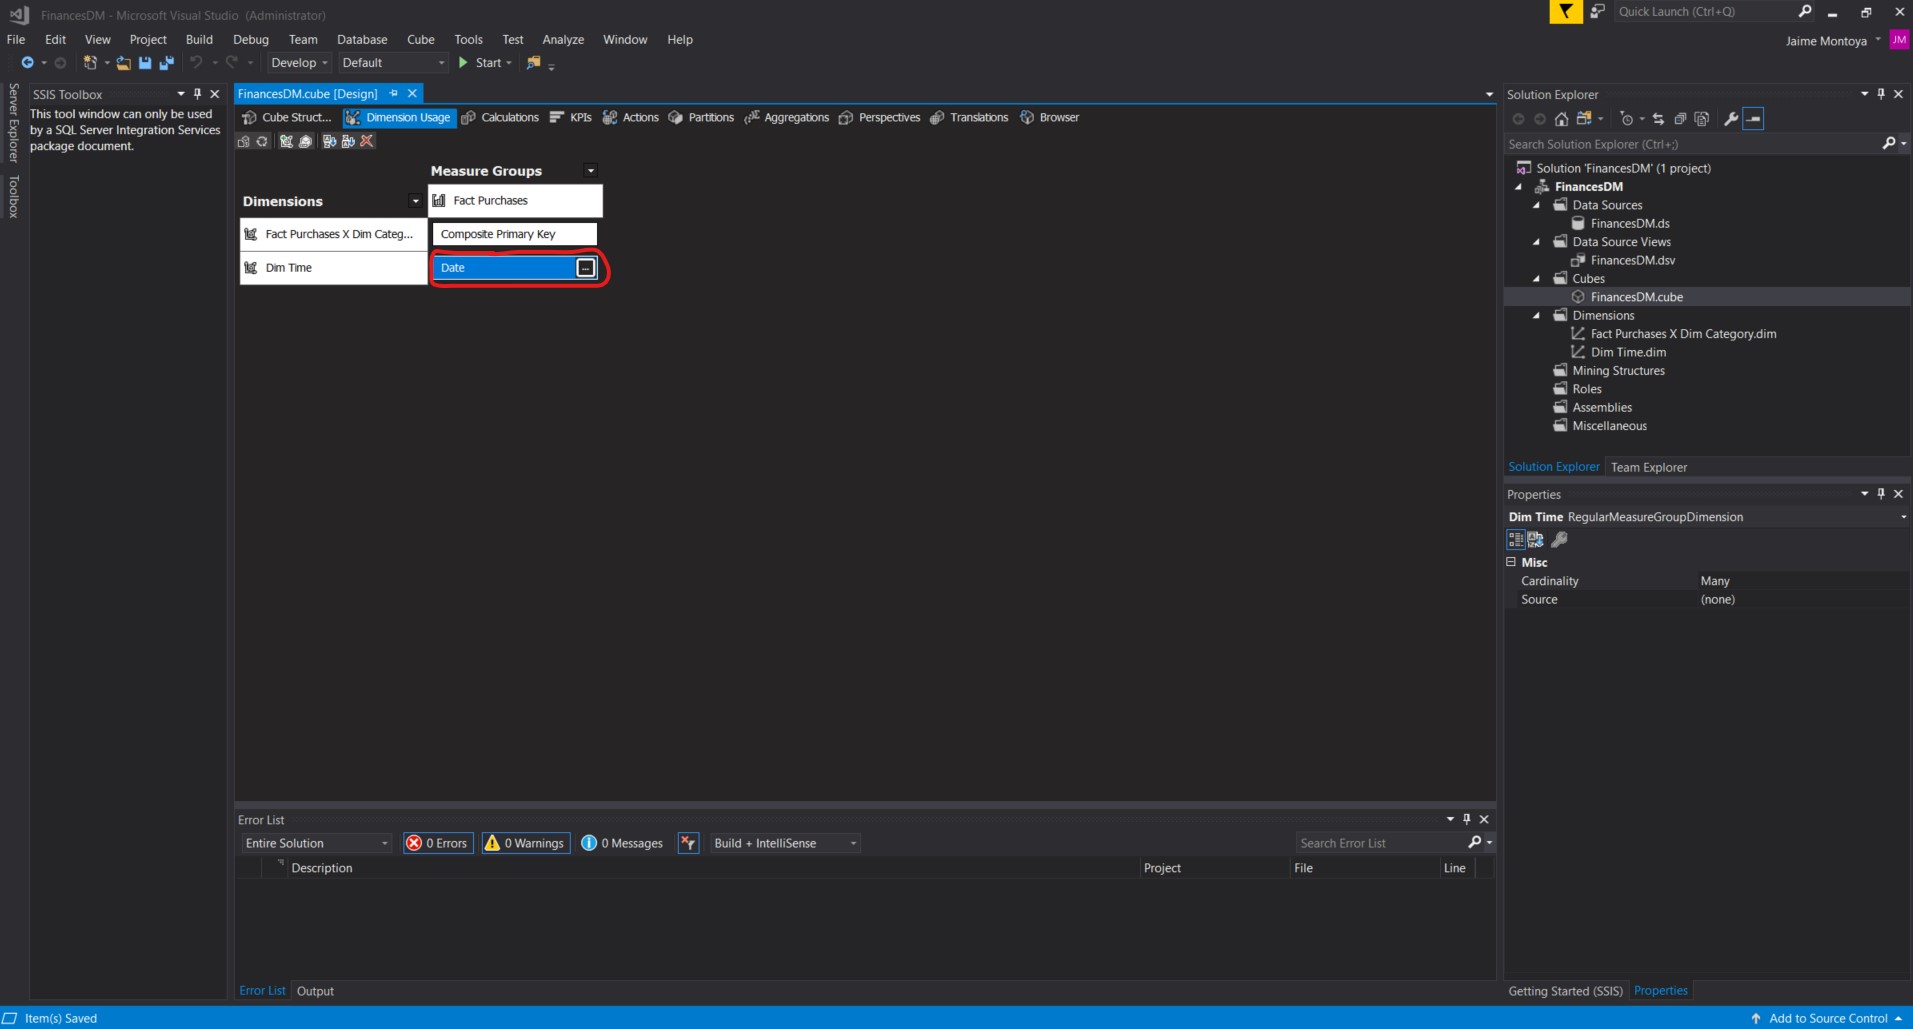 FinancesDM - Microsoft Visual Studio (Administrator)
Quick Launch (Ctrl+Q)
File Edit View Project Build Debug Team Database Cube Tools Test Analyze Window Help
Jaime Montoya JM
Develop Default Start
Server Explorer
Toolbox
SSIS Toolbox
This tool window can only be used
by a SQL Server Integration Services
package document.
FinancesDM.cube [Design]
Cube Struct... Dimension Usage Calculations KPIs Actions Partitions Aggregations Perspectives Translations Browser
Measure Groups
Dimensions
Fact Purchases
Fact Purchases X Dim Categ... Composite Primary Key
Dim Time Date ...
Error List
Entire Solution 0 Errors 0 Warnings 0 Messages Build + IntelliSense Search Error List
Description Project File Line
Error List Output
Solution Explorer
Search Solution Explorer (Ctrl+;)
Solution 'FinancesDM' (1 project)
FinancesDM
Data Sources
FinancesDM.ds
Data Source Views
FinancesDM.dsv
Cubes
FinancesDM.cube
Dimensions
Fact Purchases X Dim Category.dim
Dim Time.dim
Mining Structures
Roles
Assemblies
Miscellaneous
Solution Explorer Team Explorer
Properties
Dim Time RegularMeasureGroupDimension
Misc
Cardinality Many
Source (none)
Getting Started (SSIS) Properties
Item(s) Saved
Add to Source Control